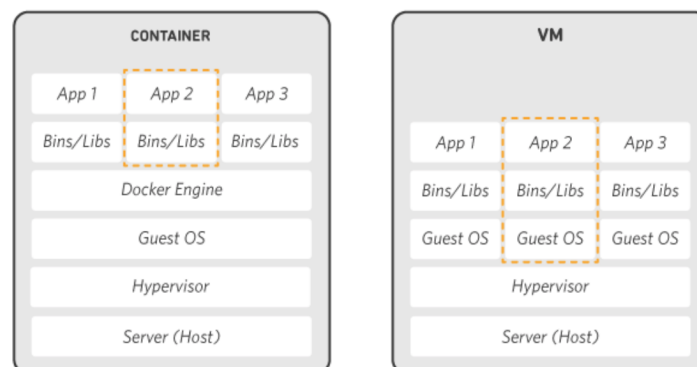 CONTAINER
App 1 App 2 App 3
Bins/Libs Bins/Libs Bins/Libs
Docker Engine
Guest OS
Hypervisor
Server (Host)
VM
App 1 App 2 App 3
Bins/Libs Bins/Libs Bins/Libs
Guest OS Guest OS Guest OS
Hypervisor
Server (Host)